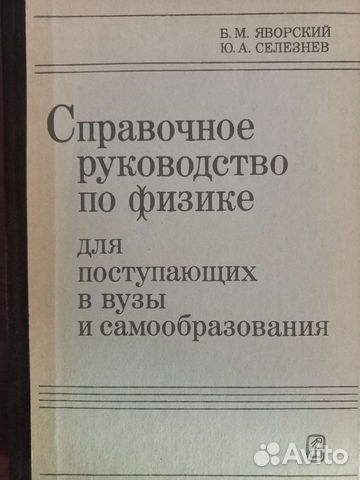 Б. М. ЯВОРСКИЙ
Ю. А. СЕЛЕЗНЕВ
Справочное
руководство
по физике
для
поступающих
в вузы
и самообразования
Avito